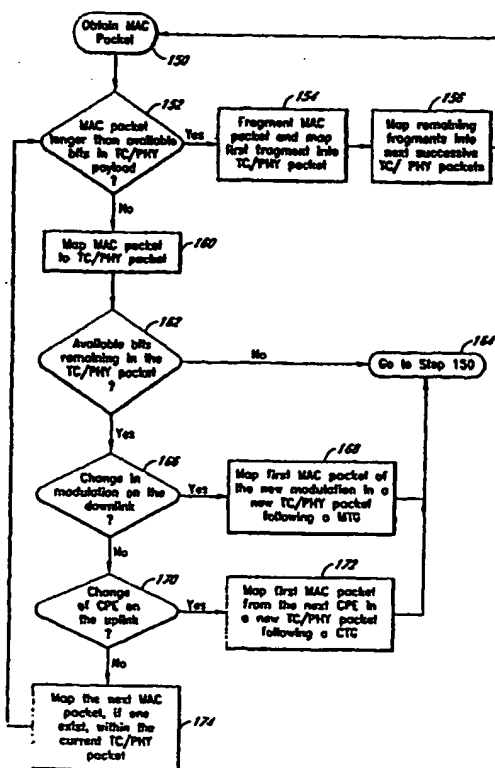 Obtain MAC
Packet
150
152
MAC packet
longer than available
bits in TC/PHY
payload
?
Yes
154
Fragment MAC
packet and map
first fragment into
TC/PHY packet
156
Map remaining
fragments into
next successive
TC/ PHY packets
No
160
Map MAC packet
to TC/PHY packet
162
Available bits
remaining in the
TC/PHY packet
?
No
164
Go to Step 150
Yes
166
Change in
modulation on the
downlink
?
Yes
168
Map first MAC packet of
the new modulation in a
new TC/PHY packet
following a MTG
No
170
Change
of CPE on
the uplink
?
Yes
172
Map first MAC packet
from the next CPE in
a new TC/PHY packet
following a CTG
No
Map the next MAC
packet, if one
exist, within the
current TC/PHY
packet
174